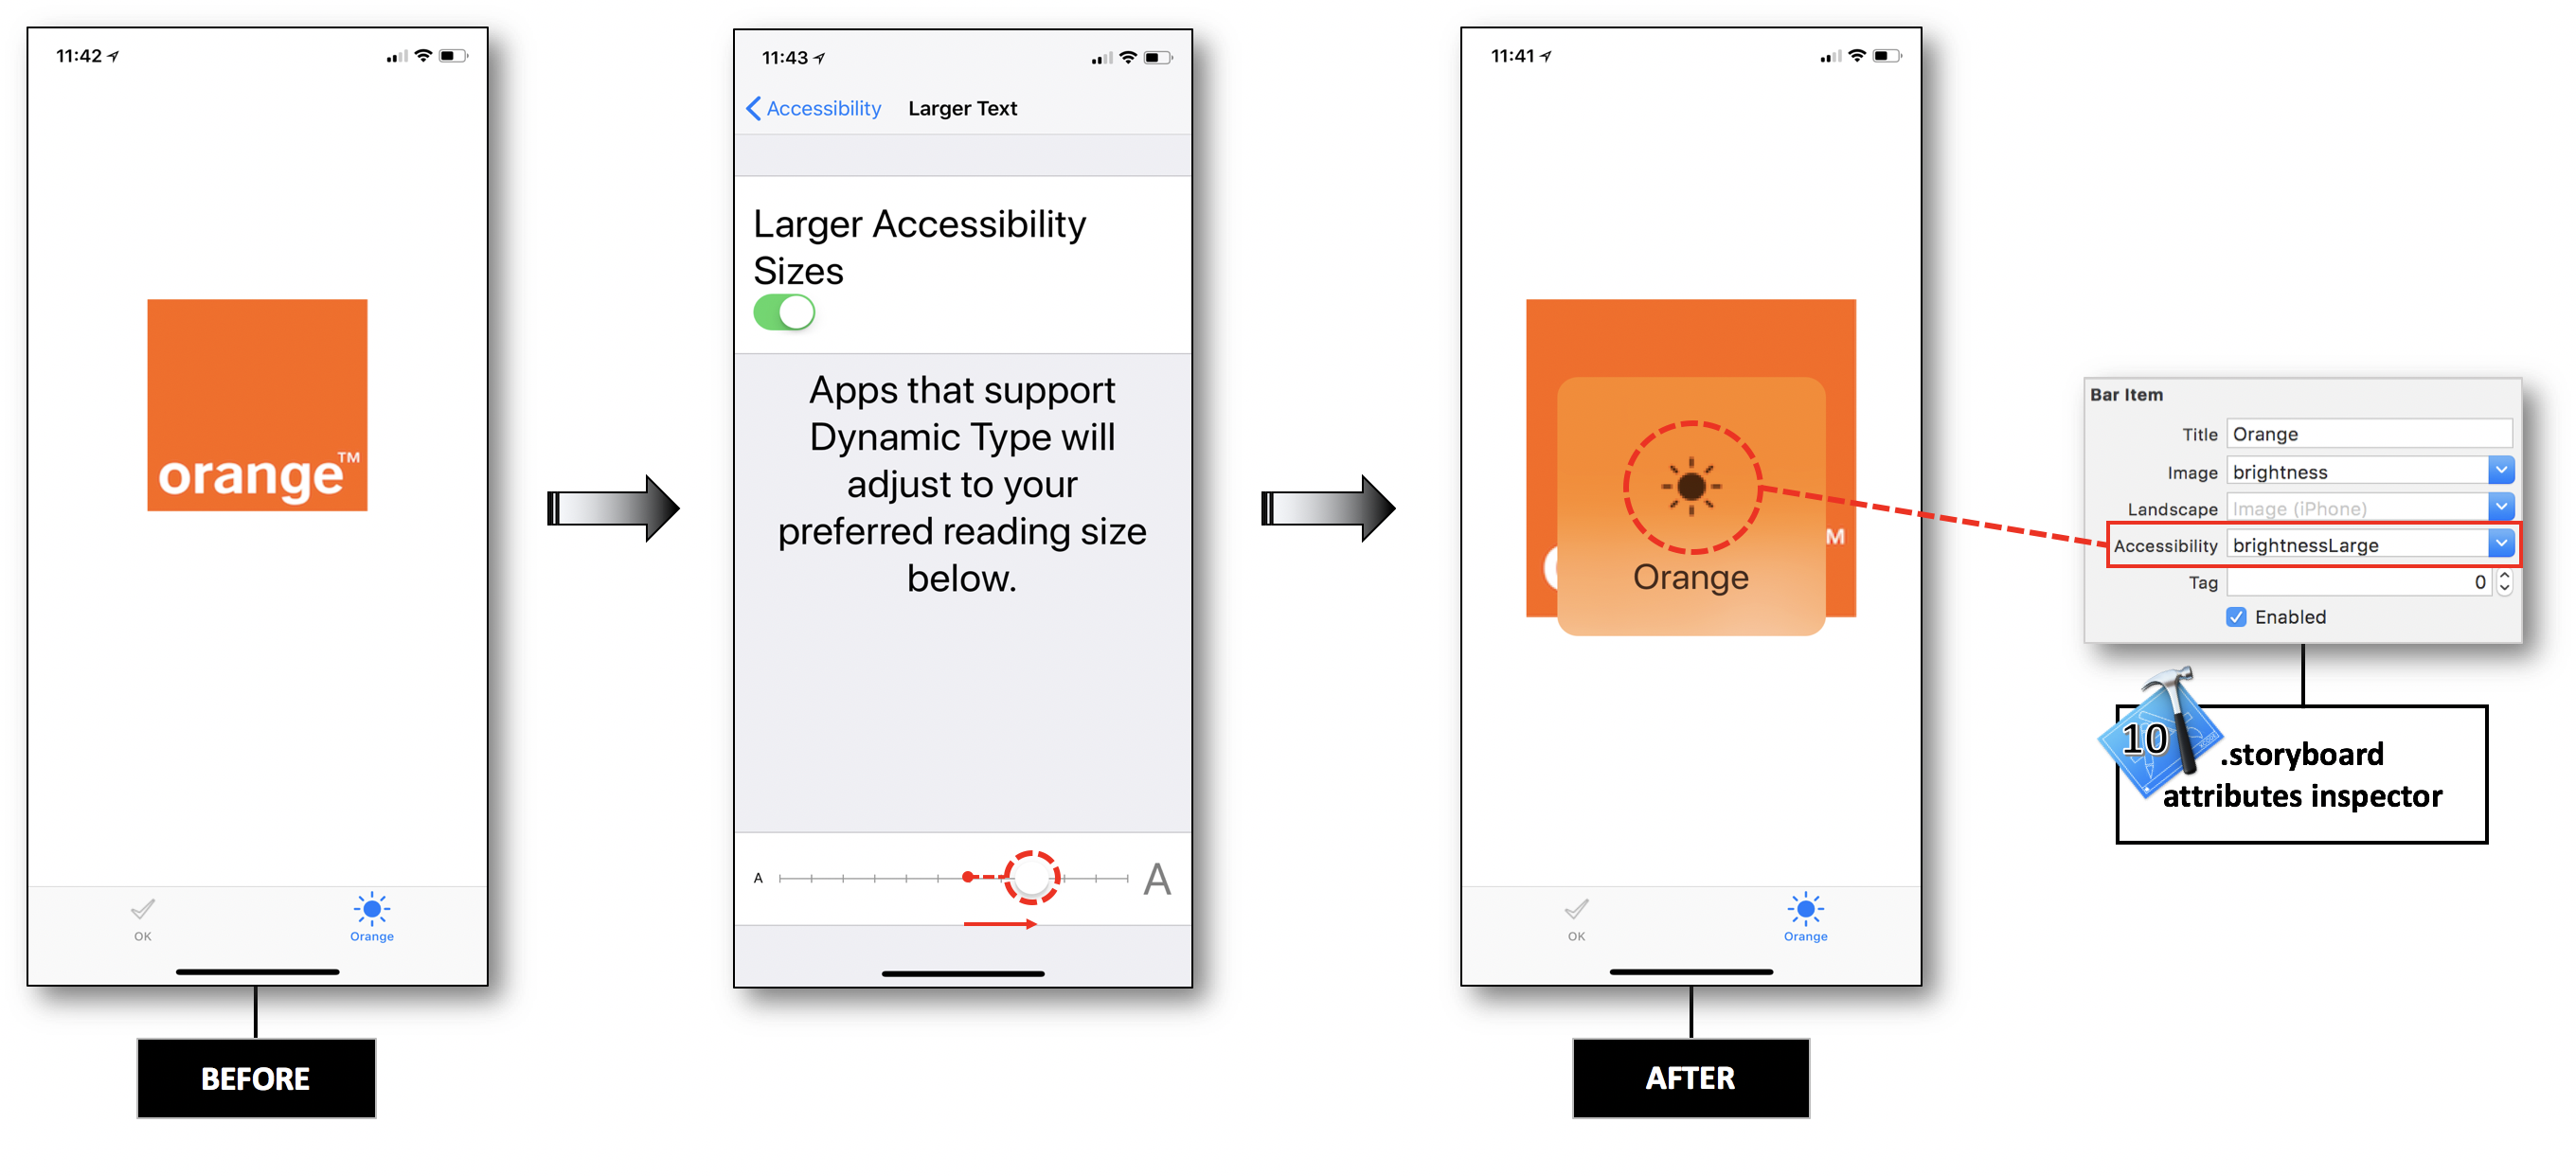 11:42
orange™
OK
Orange
BEFORE
11:43
Accessibility
Larger Text
Larger Accessibility
Sizes
Apps that support
Dynamic Type will
adjust to your
preferred reading size
below.
A
A
11:41
M
Orange
OK
Orange
AFTER
Bar Item
Title Orange
Image brightness
Landscape Image (iPhone)
Accessibility brightnessLarge
Tag 0
Enabled
10
.storyboard
attributes inspector